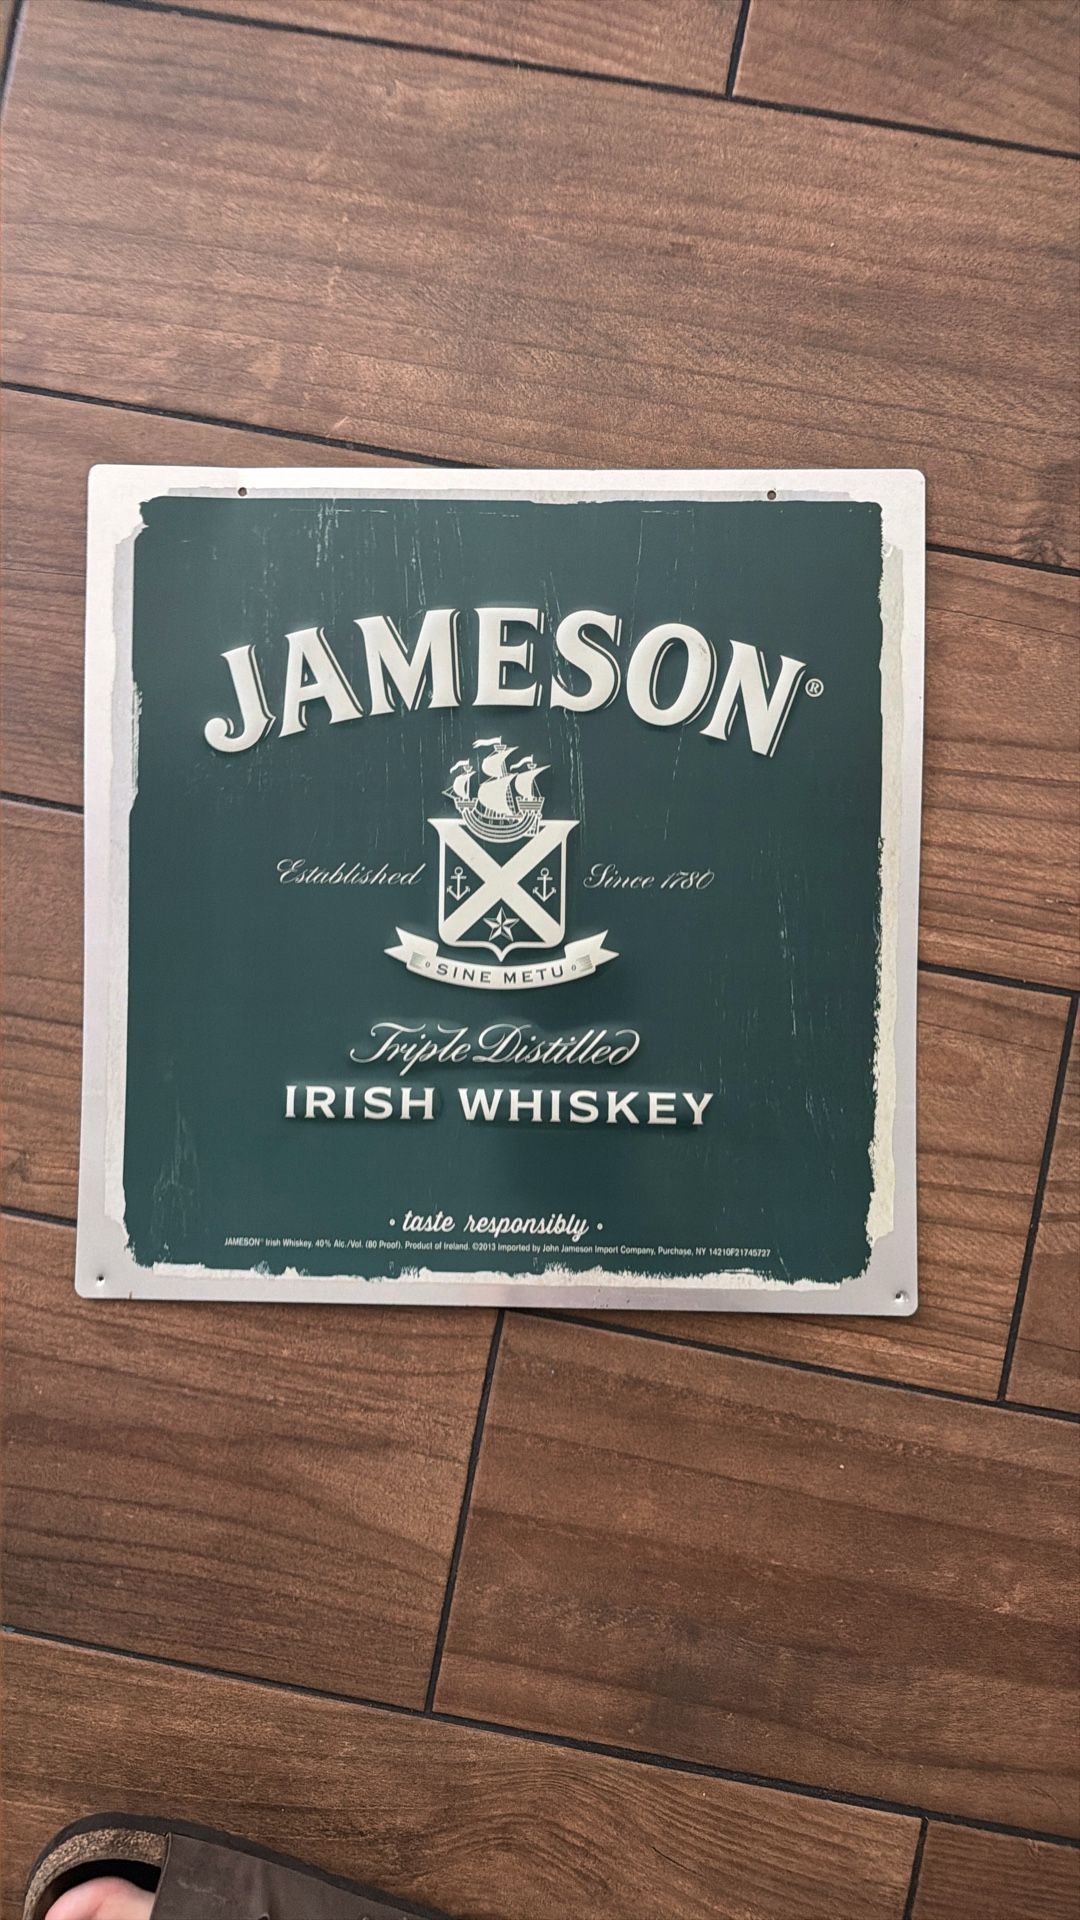 JAMESON®
Established Since 1780
SINE METU
Triple Distilled
IRISH WHISKEY
• taste responsibly •
JAMESON® Irish Whiskey. 40% Alc./Vol. (80 Proof). Product of Ireland. ©2013 Imported by John Jameson Import Company, Purchase, NY 14210F21745727